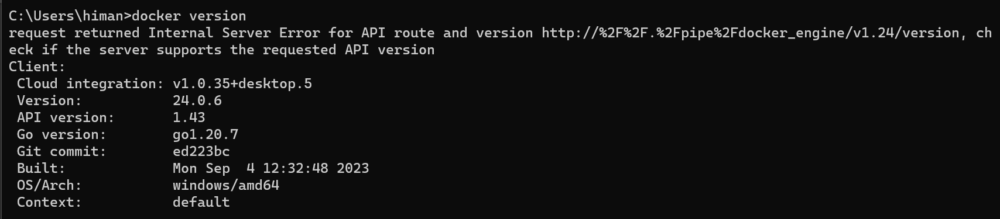 C:\Users\himan>docker version
request returned Internal Server Error for API route and version http://%2F%2F.%2Fpipe%2Fdocker_engine/v1.24/version, ch
eck if the server supports the requested API version
Client:
 Cloud integration: v1.0.35+desktop.5
 Version:           24.0.6
 API version:       1.43
 Go version:        go1.20.7
 Git commit:        ed223bc
 Built:             Mon Sep  4 12:32:48 2023
 OS/Arch:           windows/amd64
 Context:           default